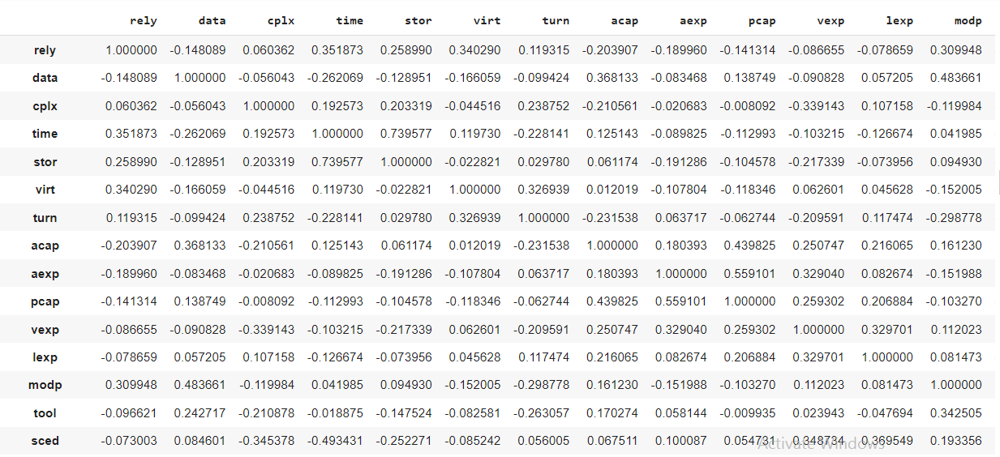 rely data cplx time stor virt turn acap aexp pcap vexp lexp modp
rely 1.000000 -0.148089 0.060362 0.351873 0.258990 0.340290 0.119315 -0.203907 -0.189960 -0.141314 -0.086655 -0.078659 0.309948
data -0.148089 1.000000 -0.056043 -0.262069 -0.128951 -0.166059 -0.099424 0.368133 -0.083468 0.138749 -0.090828 0.057205 0.483661
cplx 0.060362 -0.056043 1.000000 0.192573 0.203319 -0.044516 0.238752 -0.210561 -0.020683 -0.008092 -0.339143 0.107158 -0.119984
time 0.351873 -0.262069 0.192573 1.000000 0.739577 0.119730 -0.228141 0.125143 -0.089825 -0.112993 -0.103215 -0.126674 0.041985
stor 0.258990 -0.128951 0.203319 0.739577 1.000000 -0.022821 0.029780 0.061174 -0.191286 -0.104578 -0.217339 -0.073956 0.094930
virt 0.340290 -0.166059 -0.044516 0.119730 -0.022821 1.000000 0.326939 0.012019 -0.107804 -0.118346 0.062601 0.045628 -0.152005
turn 0.119315 -0.099424 0.238752 -0.228141 0.029780 0.326939 1.000000 -0.231538 0.063717 -0.062744 -0.209591 0.117474 -0.298778
acap -0.203907 0.368133 -0.210561 0.125143 0.061174 0.012019 -0.231538 1.000000 0.180393 0.439825 0.250747 0.216065 0.161230
aexp -0.189960 -0.083468 -0.020683 -0.089825 -0.191286 -0.107804 0.063717 0.180393 1.000000 0.559101 0.329040 0.082674 -0.151988
pcap -0.141314 0.138749 -0.008092 -0.112993 -0.104578 -0.118346 -0.062744 0.439825 0.559101 1.000000 0.259302 0.206884 -0.103270
vexp -0.086655 -0.090828 -0.339143 -0.103215 -0.217339 0.062601 -0.209591 0.250747 0.329040 0.259302 1.000000 0.329701 0.112023
lexp -0.078659 0.057205 0.107158 -0.126674 -0.073956 0.045628 0.117474 0.216065 0.082674 0.206884 0.329701 1.000000 0.081473
modp 0.309948 0.483661 -0.119984 0.041985 0.094930 -0.152005 -0.298778 0.161230 -0.151988 -0.103270 0.112023 0.081473 1.000000
tool -0.096621 0.242717 -0.210878 -0.018875 -0.147524 -0.082581 -0.263057 0.170274 0.058144 -0.009935 0.023943 -0.047694 0.342505
sced -0.073003 0.084601 -0.345378 -0.493431 -0.252271 -0.085242 0.056005 0.067511 0.100087 0.054731 0.348734 0.369549 0.193356
Activate Windows